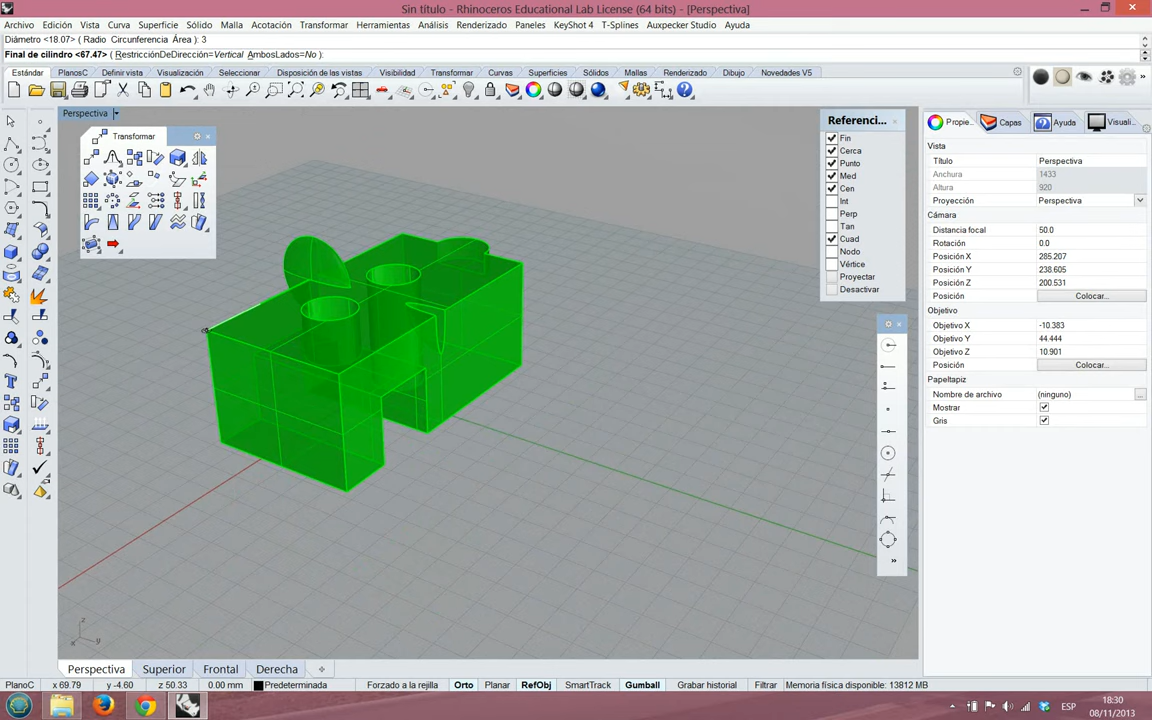 Sin título - Rhinoceros Educational Lab License (64 bits) - [Perspectiva]
Archivo Edición Vista Curva Superficie Sólido Malla Acotación Transformar Herramientas Análisis Renderizado KeyShot 4 T-Splines Auxpecker Studio Paneles Ayuda
Diámetro <18.07> ( Radio Circunferencia Área ): 3
Final de cilindro <67.47> ( RestricciónDeDirección=Vertical AmbosLados=No ):
Estándar PlanosC Definir vista Visualización Seleccionar Disposición de las vistas Visibilidad Transformar Curvas Superficies Sólidos Mallas Renderizado Dibujo Novedades V5
Perspectiva
Transformar
Referenci...
Fin
Cerca
Punto
Med
Cen
Int
Perp
Tan
Cuad
Nodo
Vértice
Proyectar
Desactivar
Propie... Capas Ayuda Visuali...
Vista
Título Perspectiva
Anchura 1433
Altura 920
Proyección Perspectiva
Cámara
Distancia focal 50.0
Rotación 0.0
Posición X 285.207
Posición Y 238.605
Posición Z 200.531
Posición Colocar...
Objetivo
Objetivo X -10.383
Objetivo Y 44.444
Objetivo Z 10.901
Posición Colocar...
Papeltapiz
Nombre de archivo (ninguno) ...
Mostrar
Gris
z
x y
Perspectiva Superior Frontal Derecha
PlanoC x 69.79 y -4.60 z 50.33 0.00 mm Predeterminada Forzado a la rejilla Orto Planar RefObj SmartTrack Gumball Grabar historial Filtrar Memoria física disponible: 13812 MB
ESP
18:30
08/11/2013